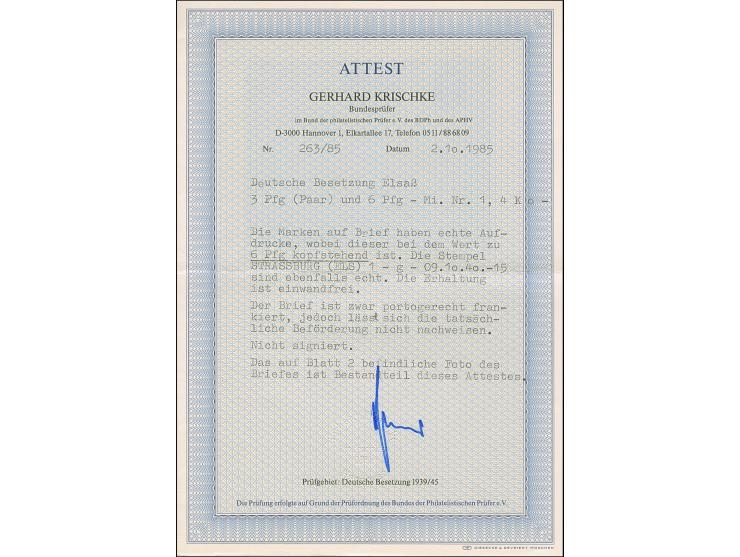 ATTEST
GERHARD KRISCHKE
Bundesprüfer
im Bund der philatelistischen Prüfer e.V. des BDPh und des APHV
D-3000 Hannover 1, Elkartallee 17, Telefon 0511/886809
Nr. 263/85 Datum 2.1o.1985
Deutsche Besetzung Elsaß
3 Pfg (Paar) und 6 Pfg - Mi. Nr. 1, 4 K o -
Die Marken auf Brief haben echte Auf-
drucke, wobei dieser bei dem Wert zu
6 Pfg kopfstehend ist. Die Stempel
STRASSBURG (ELS) 1 - g - 09.1o.4o.-15
sind ebenfalls echt. Die Erhaltung
ist einwandfrei.
Der Brief ist zwar portogerecht fran-
kiert, jedoch lässt sich die tatsäch-
liche Beförderung nicht nachweisen.
Nicht signiert.
Das auf Blatt 2 befindliche Foto des
Briefes ist Bestandteil dieses Attestes.
Prüfgebiet: Deutsche Besetzung 1939/45
Die Prüfung erfolgte auf Grund der Prüfordnung des Bundes der Philatelistischen Prüfer e.V.
GIESECKE & DEVRIENT, MÜNCHEN